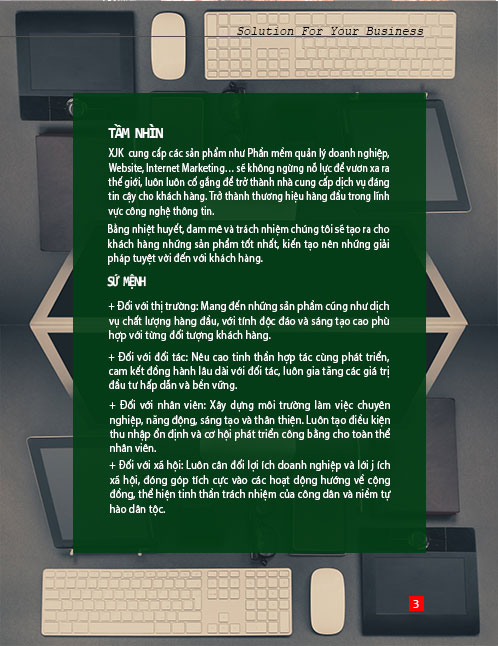 Solution For Your Business
TẦM NHÌN
XJK cung cấp các sản phẩm như Phần mềm quản lý doanh nghiệp,
Website, Internet Marketing... sẽ không ngừng nỗ lực để vươn xa ra
thế giới, luôn luôn cố gắng để trở thành nhà cung cấp dịch vụ đáng
tin cậy cho khách hàng. Trở thành thương hiệu hàng đầu trong lĩnh
vực công nghệ thông tin.
Bằng nhiệt huyết, đam mê và trách nhiệm chúng tôi sẽ tạo ra cho
khách hàng những sản phẩm tốt nhất, kiến tạo nên những giải
pháp tuyệt vời đến với khách hàng.
SỨ MỆNH
+ Đối với thị trường: Mang đến những sản phẩm cũng như dịch
vụ chất lượng hàng đầu, với tính độc đáo và sáng tạo cao phù
hợp với từng đối tượng khách hàng.
+ Đối với đối tác: Nêu cao tinh thần hợp tác cùng phát triển,
cam kết đồng hành lâu dài với đối tác, luôn gia tăng các giá trị
đầu tư hấp dẫn và bền vững.
+ Đối với nhân viên: Xây dựng môi trường làm việc chuyên
nghiệp, năng động, sáng tạo và thân thiện. Luôn tạo điều kiện
thu nhập ổn định và cơ hội phát triển công bằng cho toàn thể
nhân viên.
+ Đối với xã hội: Luôn cân đối lợi ích doanh nghiệp và lới j ích
xã hội, đóng góp tích cực vào các hoạt động hướng về cộng
đồng, thể hiện tinh thần trách nhiệm của công dân và niềm tự
hào dân tộc.
3